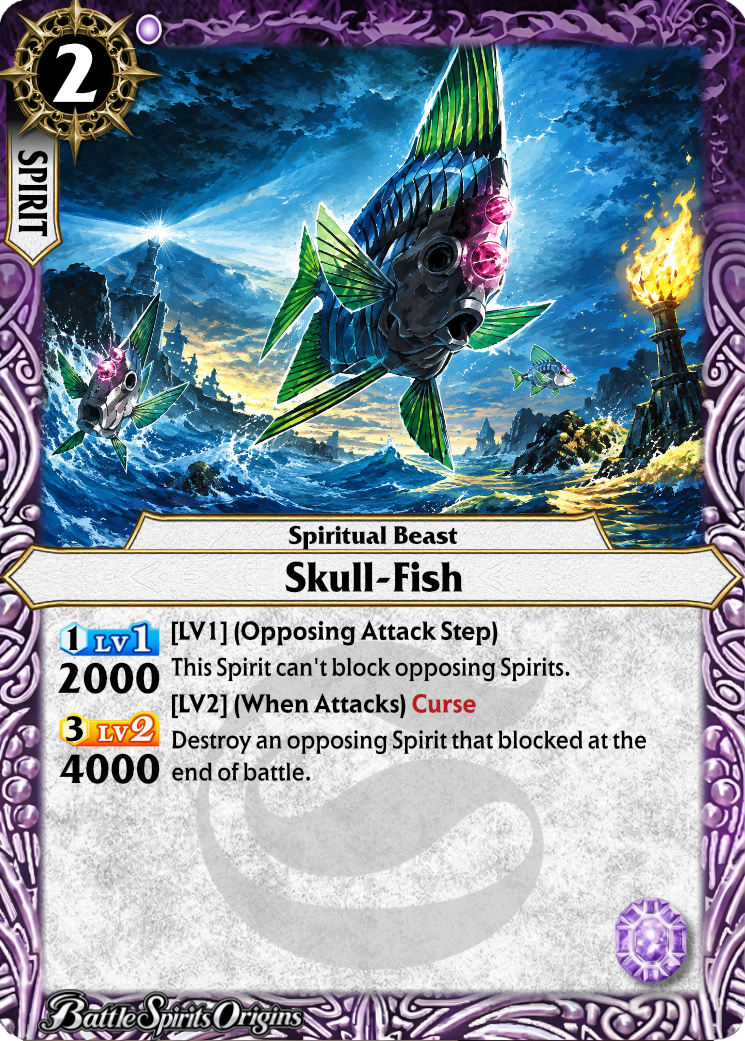 2
SPIRIT
Spiritual Beast
Skull-Fish
1 LV1
2000
[LV1] (Opposing Attack Step)
This Spirit can't block opposing Spirits.
3 LV2
4000
[LV2] (When Attacks) Curse
Destroy an opposing Spirit that blocked at the
end of battle.
Battle Spirits Origins